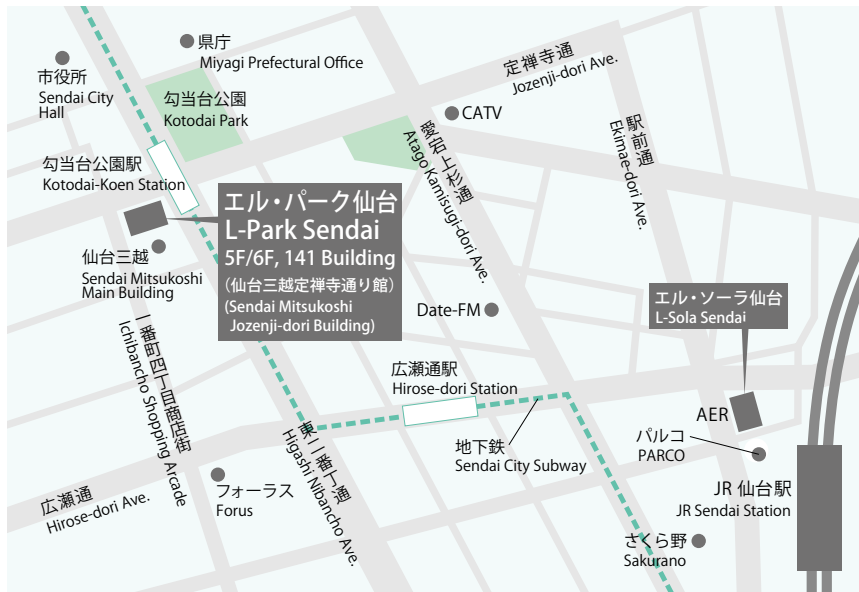 県庁
Miyagi Prefectural Office
市役所
Sendai City
Hall
勾当台公園
Kotodai Park
定禅寺通
Jozenji-dori Ave.
CATV
愛宕上杉通
Atago Kamisugi-dori Ave.
駅前通
Ekimae-dori Ave.
勾当台公園駅
Kotodai-Koen Station
エル・パーク仙台
L-Park Sendai
5F/6F, 141 Building
(仙台三越定禅寺通り館)
(Sendai Mitsukoshi
Jozenji-dori Building)
仙台三越
Sendai Mitsukoshi
Main Building
エル・ソーラ仙台
L-Sola Sendai
Date-FM
一番町四丁目商店街
Ichibancho Shopping Arcade
広瀬通駅
Hirose-dori Station
AER
パルコ
PARCO
東二番丁通
Higashi Nibancho Ave.
地下鉄
Sendai City Subway
広瀬通
Hirose-dori Ave.
フォーラス
Forus
JR 仙台駅
JR Sendai Station
さくら野
Sakurano